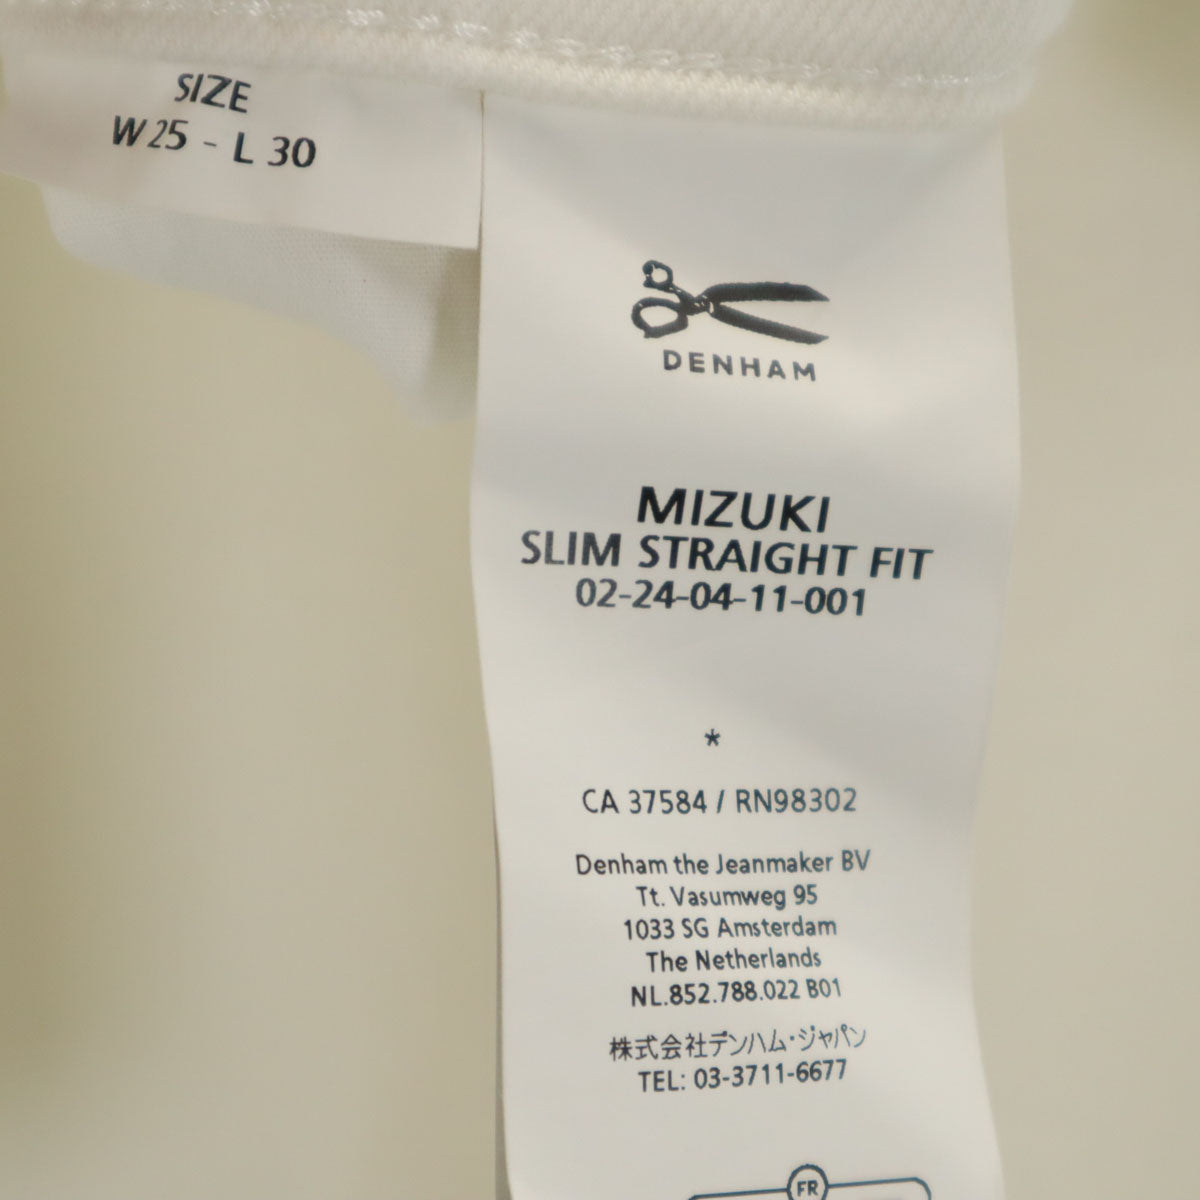 SIZE
W 25 - L 30
DENHAM
MIZUKI
SLIM STRAIGHT FIT
02-24-04-11-001
*
CA 37584 / RN98302
Denham the Jeanmaker BV
Tt. Vasumweg 95
1033 SG Amsterdam
The Netherlands
NL.852.788.022 B01
株式会社デンハム・ジャパン
TEL: 03-3711-6677
FR